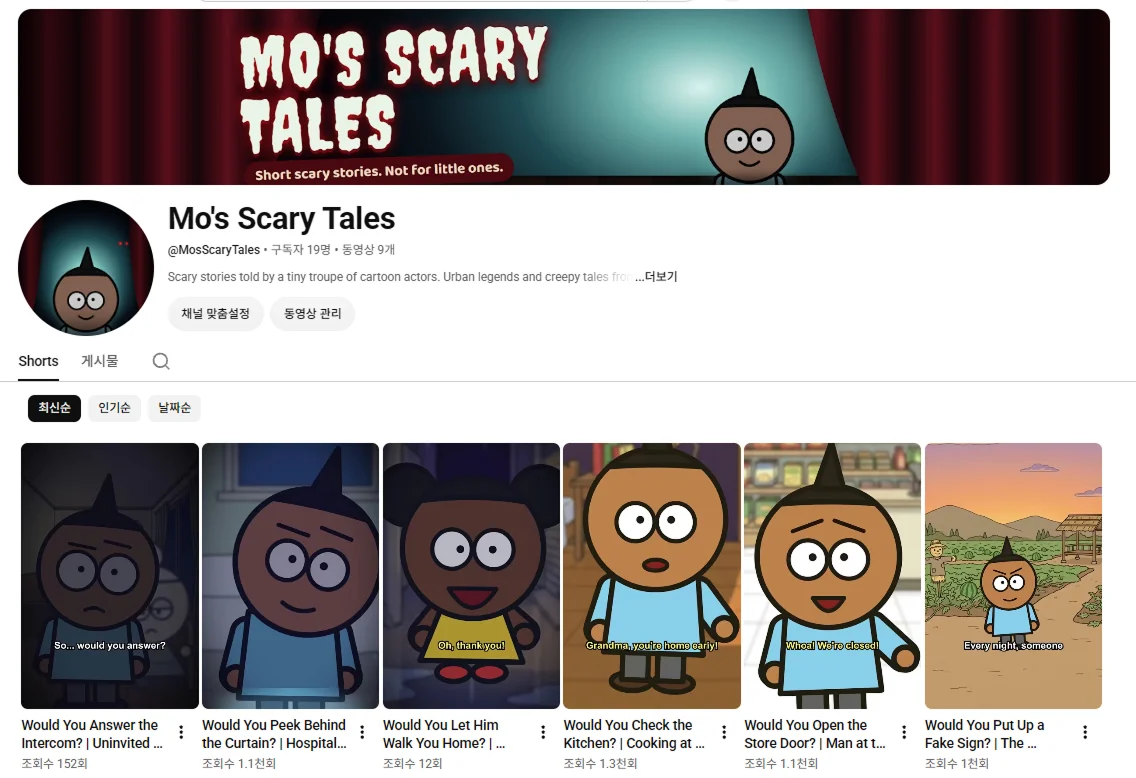 MO'S SCARY
TALES
Short scary stories. Not for little ones.
Mo's Scary Tales
@MosScaryTales • 구독자 19명 • 동영상 9개
Scary stories told by a tiny troupe of cartoon actors. Urban legends and creepy tales from ...더보기
채널 맞춤설정
동영상 관리
Shorts
게시물
최신순
인기순
날짜순
So... would you answer?
Oh, thank you!
Grandma, you're home early!
Whoa! We're closed!
Every night, someone
Would You Answer the
Intercom? | Uninvited ...
조회수 152회
Would You Peek Behind
the Curtain? | Hospital...
조회수 1.1천회
Would You Let Him
Walk You Home? | ...
조회수 12회
Would You Check the
Kitchen? | Cooking at ...
조회수 1.3천회
Would You Open the
Store Door? | Man at t...
조회수 1.1천회
Would You Put Up a
Fake Sign? | The ...
조회수 1천회